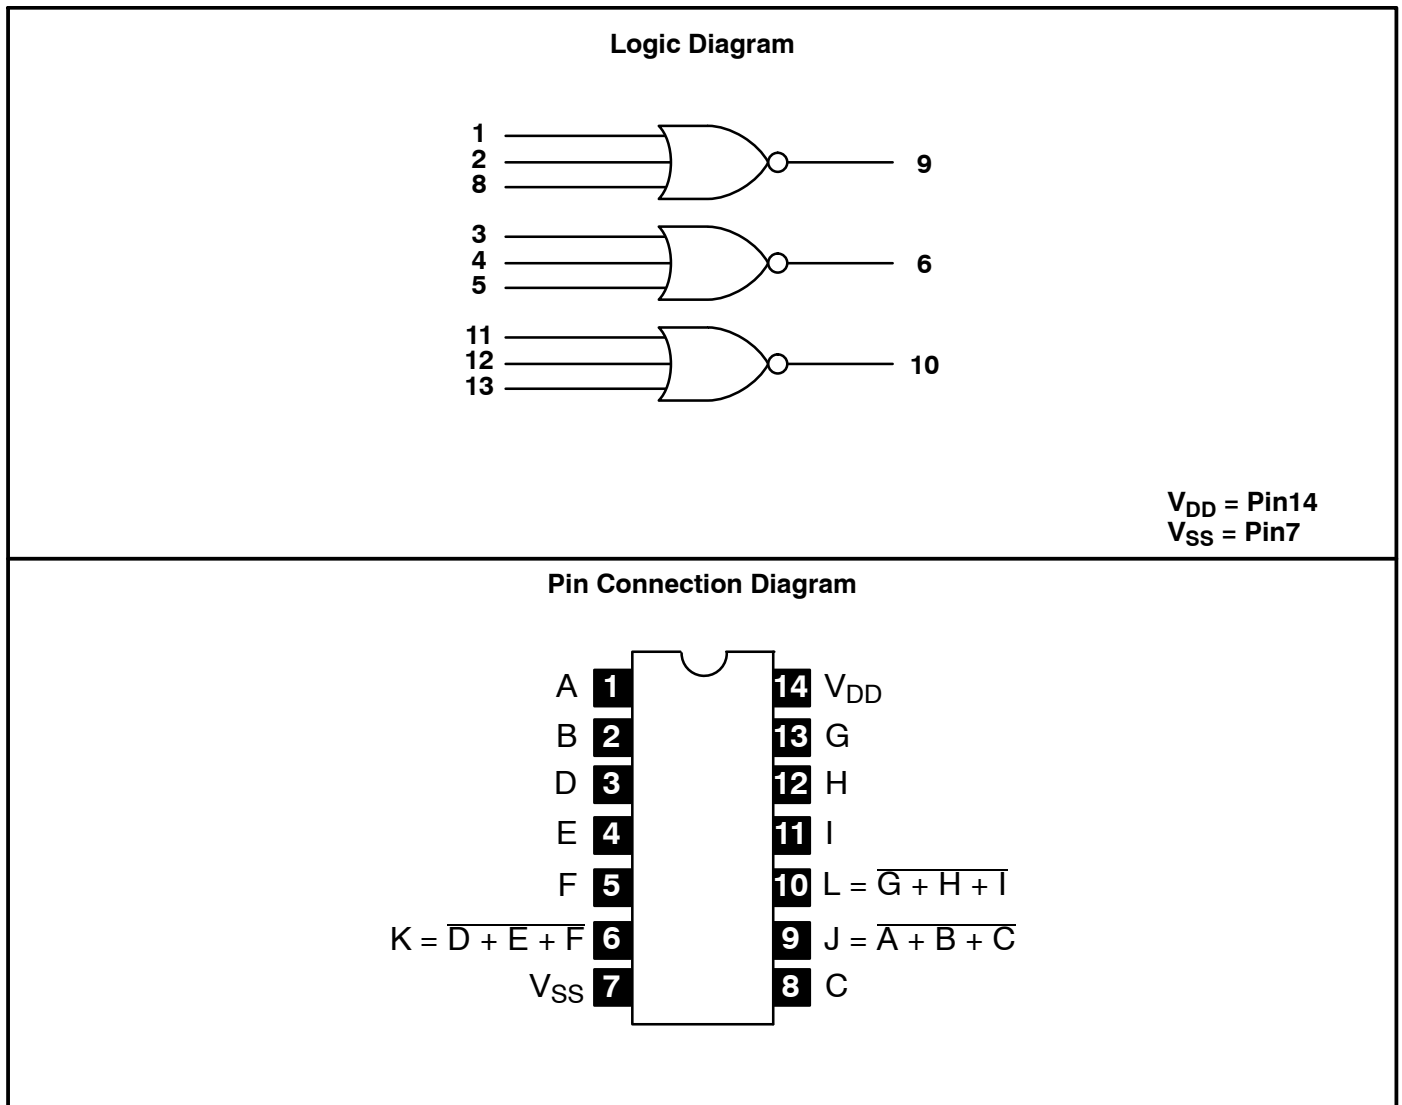 Logic Diagram
1
2
8
9
3
4
5
6
11
12
13
10
VDD = Pin14
VSS = Pin7
Pin Connection Diagram
A 1 14 VDD
B 2 13 G
D 3 12 H
E 4 11 I
F 5 10 L = G + H + I
K = D + E + F 6 9 J = A + B + C
VSS 7 8 C